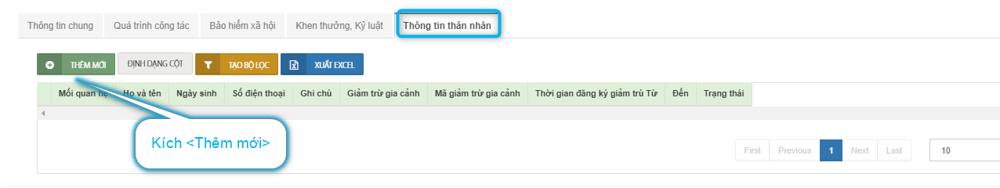 Thông tin chung Quá trình công tác Bảo hiểm xã hội Khen thưởng, Kỷ luật Thông tin thân nhân
THÊM MỚI ĐỊNH DẠNG CỘT TẠO BỘ LỌC XUẤT EXCEL
Mối quan hệ Họ và tên Ngày sinh Số điện thoại Ghi chú Giảm trừ gia cảnh Mã giảm trừ gia cảnh Thời gian đăng ký giảm trù Từ Đến Trạng thái
Kích <Thêm mới>
First Previous 1 Next Last 10